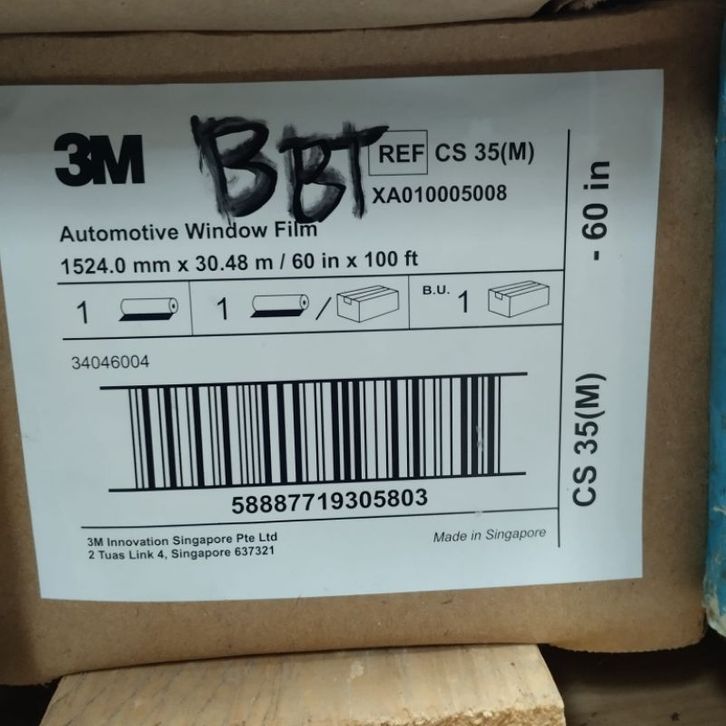 3M BBT REF CS 35(M)
XA010005008
Automotive Window Film
1524.0 mm x 30.48 m / 60 in x 100 ft
1 1 / B.U. 1
34046004
58887719305803
3M Innovation Singapore Pte Ltd
2 Tuas Link 4, Singapore 637321
Made in Singapore
CS 35(M) - 60 in